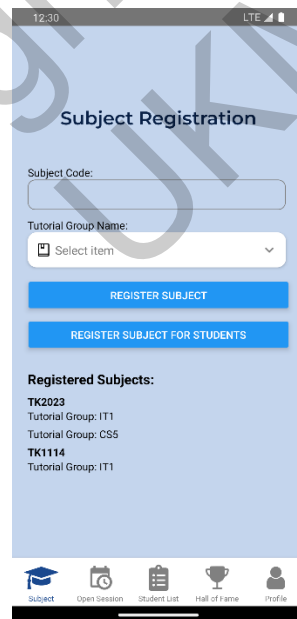 12:30 LTE
Subject Registration
Subject Code:
Tutorial Group Name:
Select item
REGISTER SUBJECT
REGISTER SUBJECT FOR STUDENTS
Registered Subjects:
TK2023
Tutorial Group: IT1
Tutorial Group: CS5
TK1114
Tutorial Group: IT1
Subject Open Session Student List Hall of Fame Profile